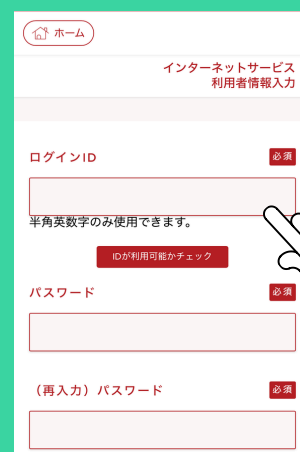 ホーム
インターネットサービス
利用者情報入力
ログインID
必須
半角英数字のみ使用できます。
IDが利用可能かチェック
パスワード
必須
（再入力）パスワード
必須